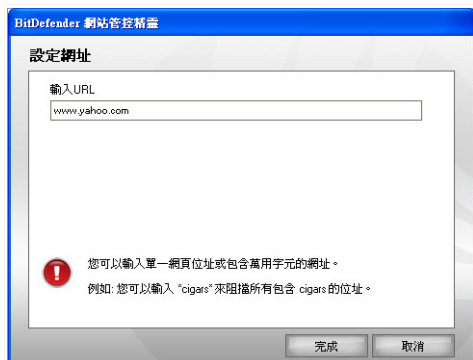 BitDefender 網站管控精靈
設定網址
輸入URL
www.yahoo.com
您可以輸入單一網頁位址或包含萬用字元的網址。
例如: 您可以輸入 *cigars* 來阻擋所有包含 cigars 的位址。
完成
取消